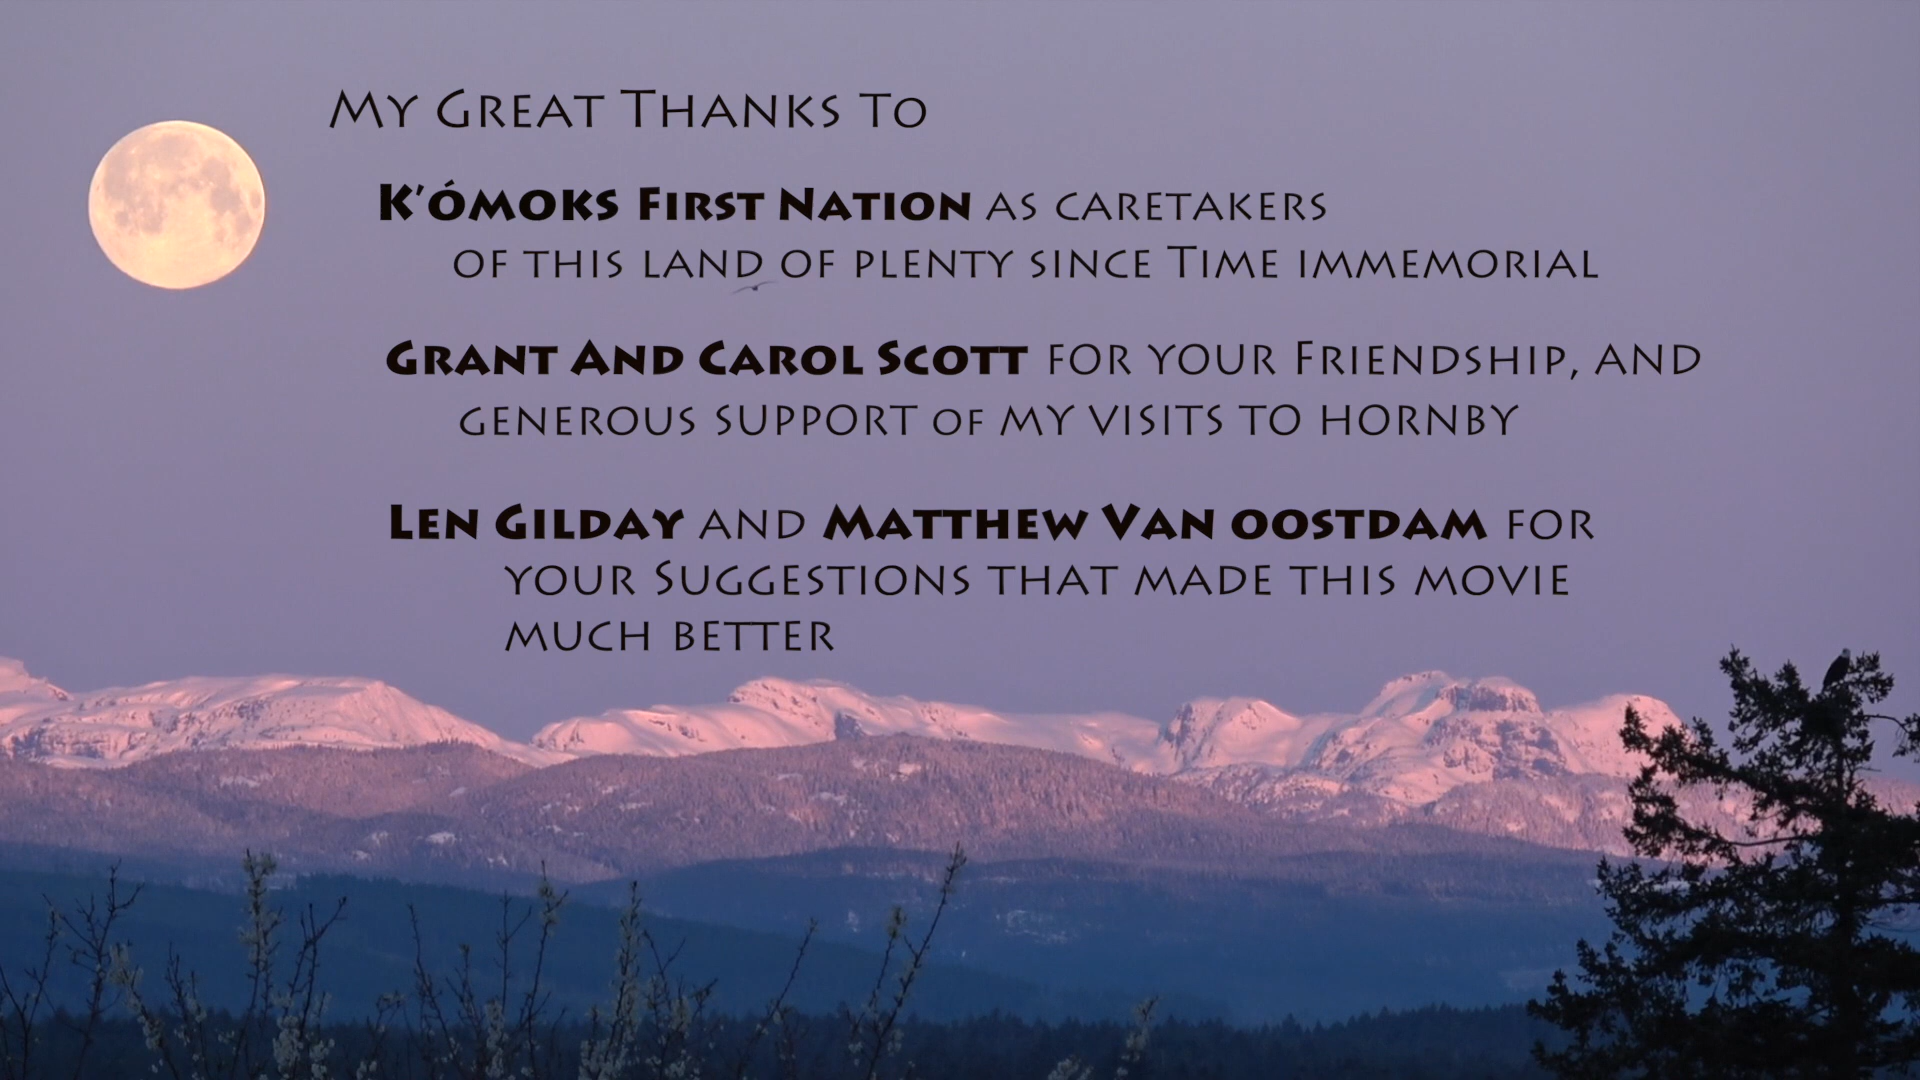 My Great Thanks To
K'ómoks First Nation as caretakers
of this land of plenty since Time immemorial
Grant And Carol Scott for your Friendship, and
generous support of my visits to Hornby
Len Gilday and Matthew Van oostdam for
your Suggestions that made this movie
much better